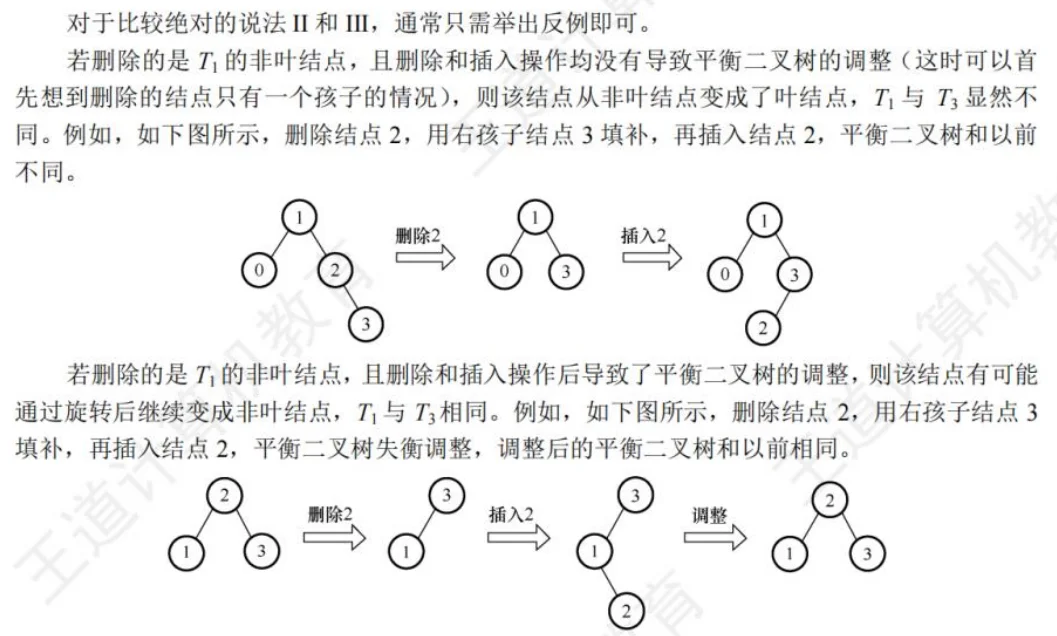 对于比较绝对的说法 II 和 III，通常只需举出反例即可。
若删除的是 T₁ 的非叶结点，且删除和插入操作均没有导致平衡二叉树的调整（这时可以首
先想到删除的结点只有一个孩子的情况），则该结点从非叶结点变成了叶结点，T₁ 与 T₃ 显然不
同。例如，如下图所示，删除结点 2，用右孩子结点 3 填补，再插入结点 2，平衡二叉树和以前
不同。
1 删除2 1 插入2 1
0 2 0 3 0 3
3 2
若删除的是 T₁ 的非叶结点，且删除和插入操作后导致了平衡二叉树的调整，则该结点有可能
通过旋转后继续变成非叶结点，T₁ 与 T₃ 相同。例如，如下图所示，删除结点 2，用右孩子结点 3
填补，再插入结点 2，平衡二叉树失衡调整，调整后的平衡二叉树和以前相同。
2 删除2 3 插入2 3 调整 2
1 3 1 1 1 3
2
王道计算机教育